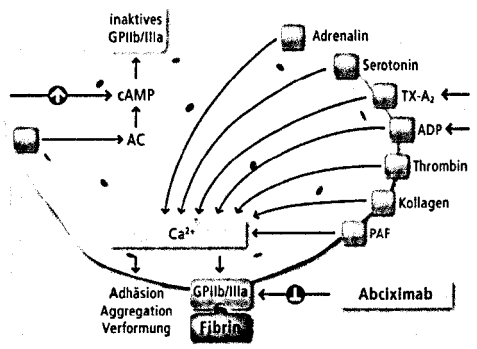 inaktives
GPIIb/IIIa
Adrenalin
Serotonin
cAMP
TX-A₂
AC
ADP
Thrombin
Kollagen
Ca²⁺
PAF
Adhäsion
Aggregation
Verformung
GPIIb/IIIa
Abciximab
Fibrin